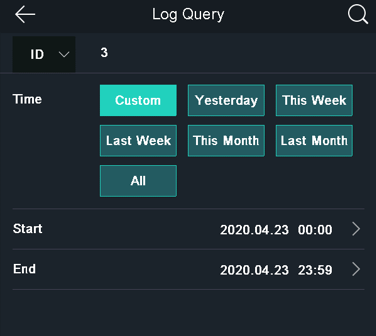 Log Query
ID 3
Time Custom Yesterday This Week
Last Week This Month Last Month
All
Start 2020.04.23 00:00
End 2020.04.23 23:59